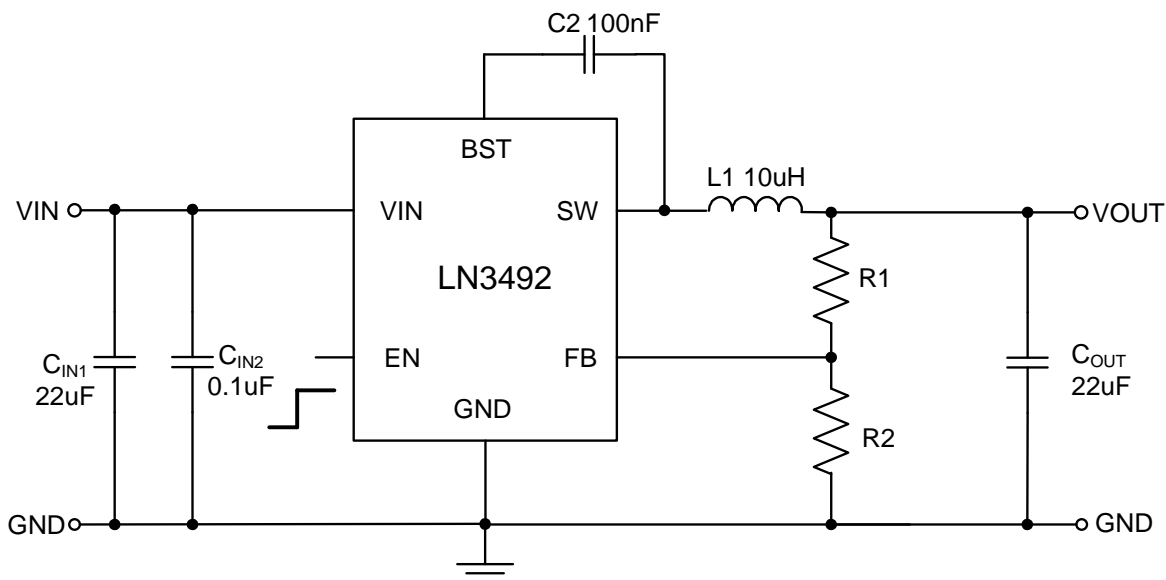 C2 100nF
BST
L1 10uH
VIN
VIN
SW
VOUT
LN3492
R1
CIN1
22uF
CIN2
0.1uF
EN
FB
COUT
22uF
GND
R2
GND
GND